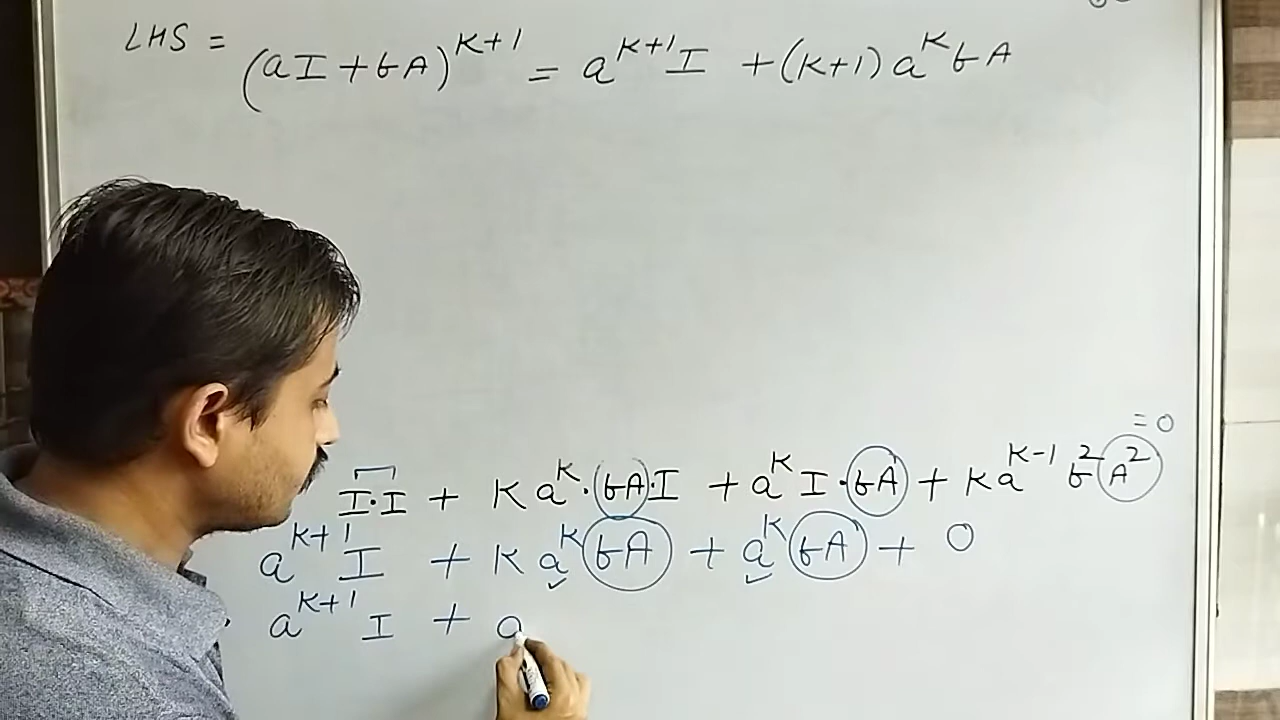 LHS = (aI + bA)^{K+1} = a^{K+1} I + (K+1) a^K b A
= 0
I·I + K a^K · (bA)·I + a^K I · (bA) + K a^{K-1} b^2 A^2
a^{K+1} I + K a^K (bA) + a^K (bA) + 0
a^{K+1} I + a